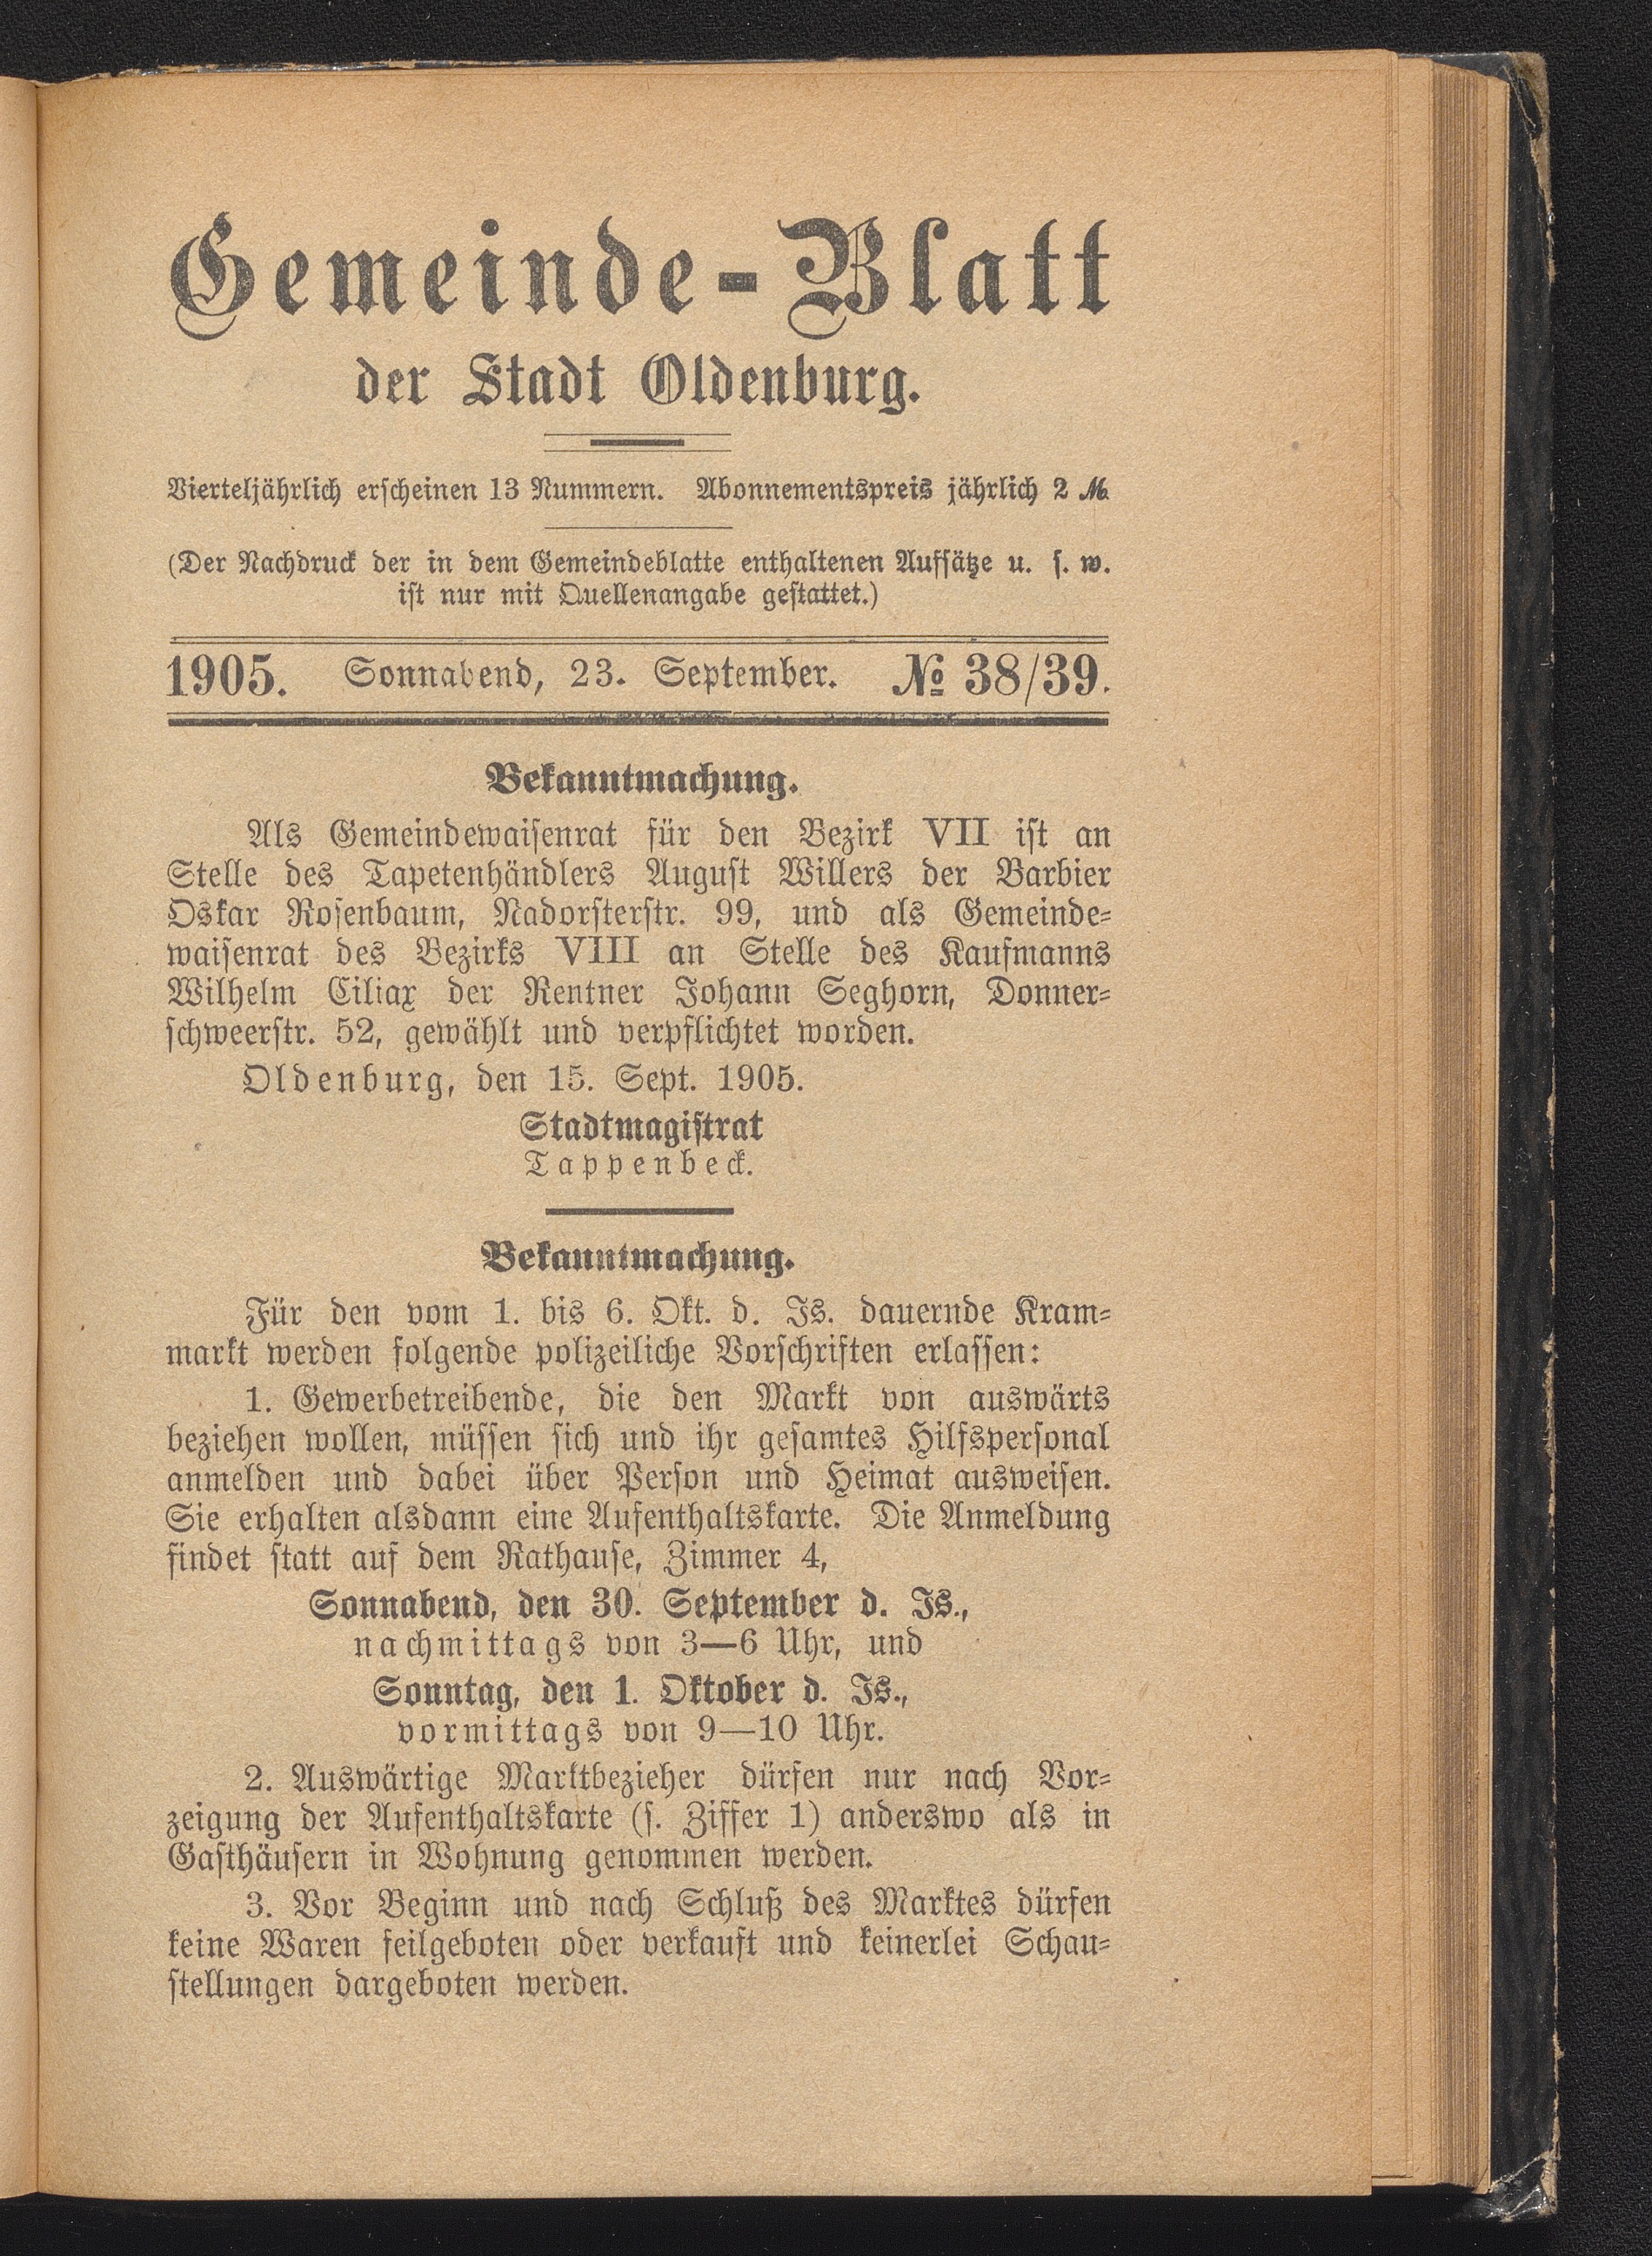 Gemeinde-Blatt
der Stadt Oldenburg.
Vierteljährlich erscheinen 13 Nummern. Abonnementspreis jährlich 2 ℳ
(Der Nachdruck der in dem Gemeindeblatte enthaltenen Aufsätze u. s. w.
ist nur mit Quellenangabe gestattet.)
1905. Sonnabend, 23. September. № 38/39.
Bekanntmachung.
Als Gemeindewaisenrat für den Bezirk VII ist an
Stelle des Tapetenhändlers August Willers der Barbier
Oskar Rosenbaum, Nadorsterstr. 99, und als Gemeinde-
waisenrat des Bezirks VIII an Stelle des Kaufmanns
Wilhelm Ciliax der Rentner Johann Seghorn, Donner-
schweerstr. 52, gewählt und verpflichtet worden.
Oldenburg, den 15. Sept. 1905.
Stadtmagistrat
Tappenbeck.
Bekanntmachung.
Für den vom 1. bis 6. Okt. d. Js. dauernde Kram-
markt werden folgende polizeiliche Vorschriften erlassen:
1. Gewerbetreibende, die den Markt von auswärts
beziehen wollen, müssen sich und ihr gesamtes Hilfspersonal
anmelden und dabei über Person und Heimat ausweisen.
Sie erhalten alsdann eine Aufenthaltskarte. Die Anmeldung
findet statt auf dem Rathause, Zimmer 4,
Sonnabend, den 30. September d. Js.,
nachmittags von 3—6 Uhr, und
Sonntag, den 1. Oktober d. Js.,
vormittags von 9—10 Uhr.
2. Auswärtige Marktbezieher dürfen nur nach Vor-
zeigung der Aufenthaltskarte (s. Ziffer 1) anderswo als in
Gasthäusern in Wohnung genommen werden.
3. Vor Beginn und nach Schluß des Marktes dürfen
keine Waren feilgeboten oder verkauft und keinerlei Schau-
stellungen dargeboten werden.